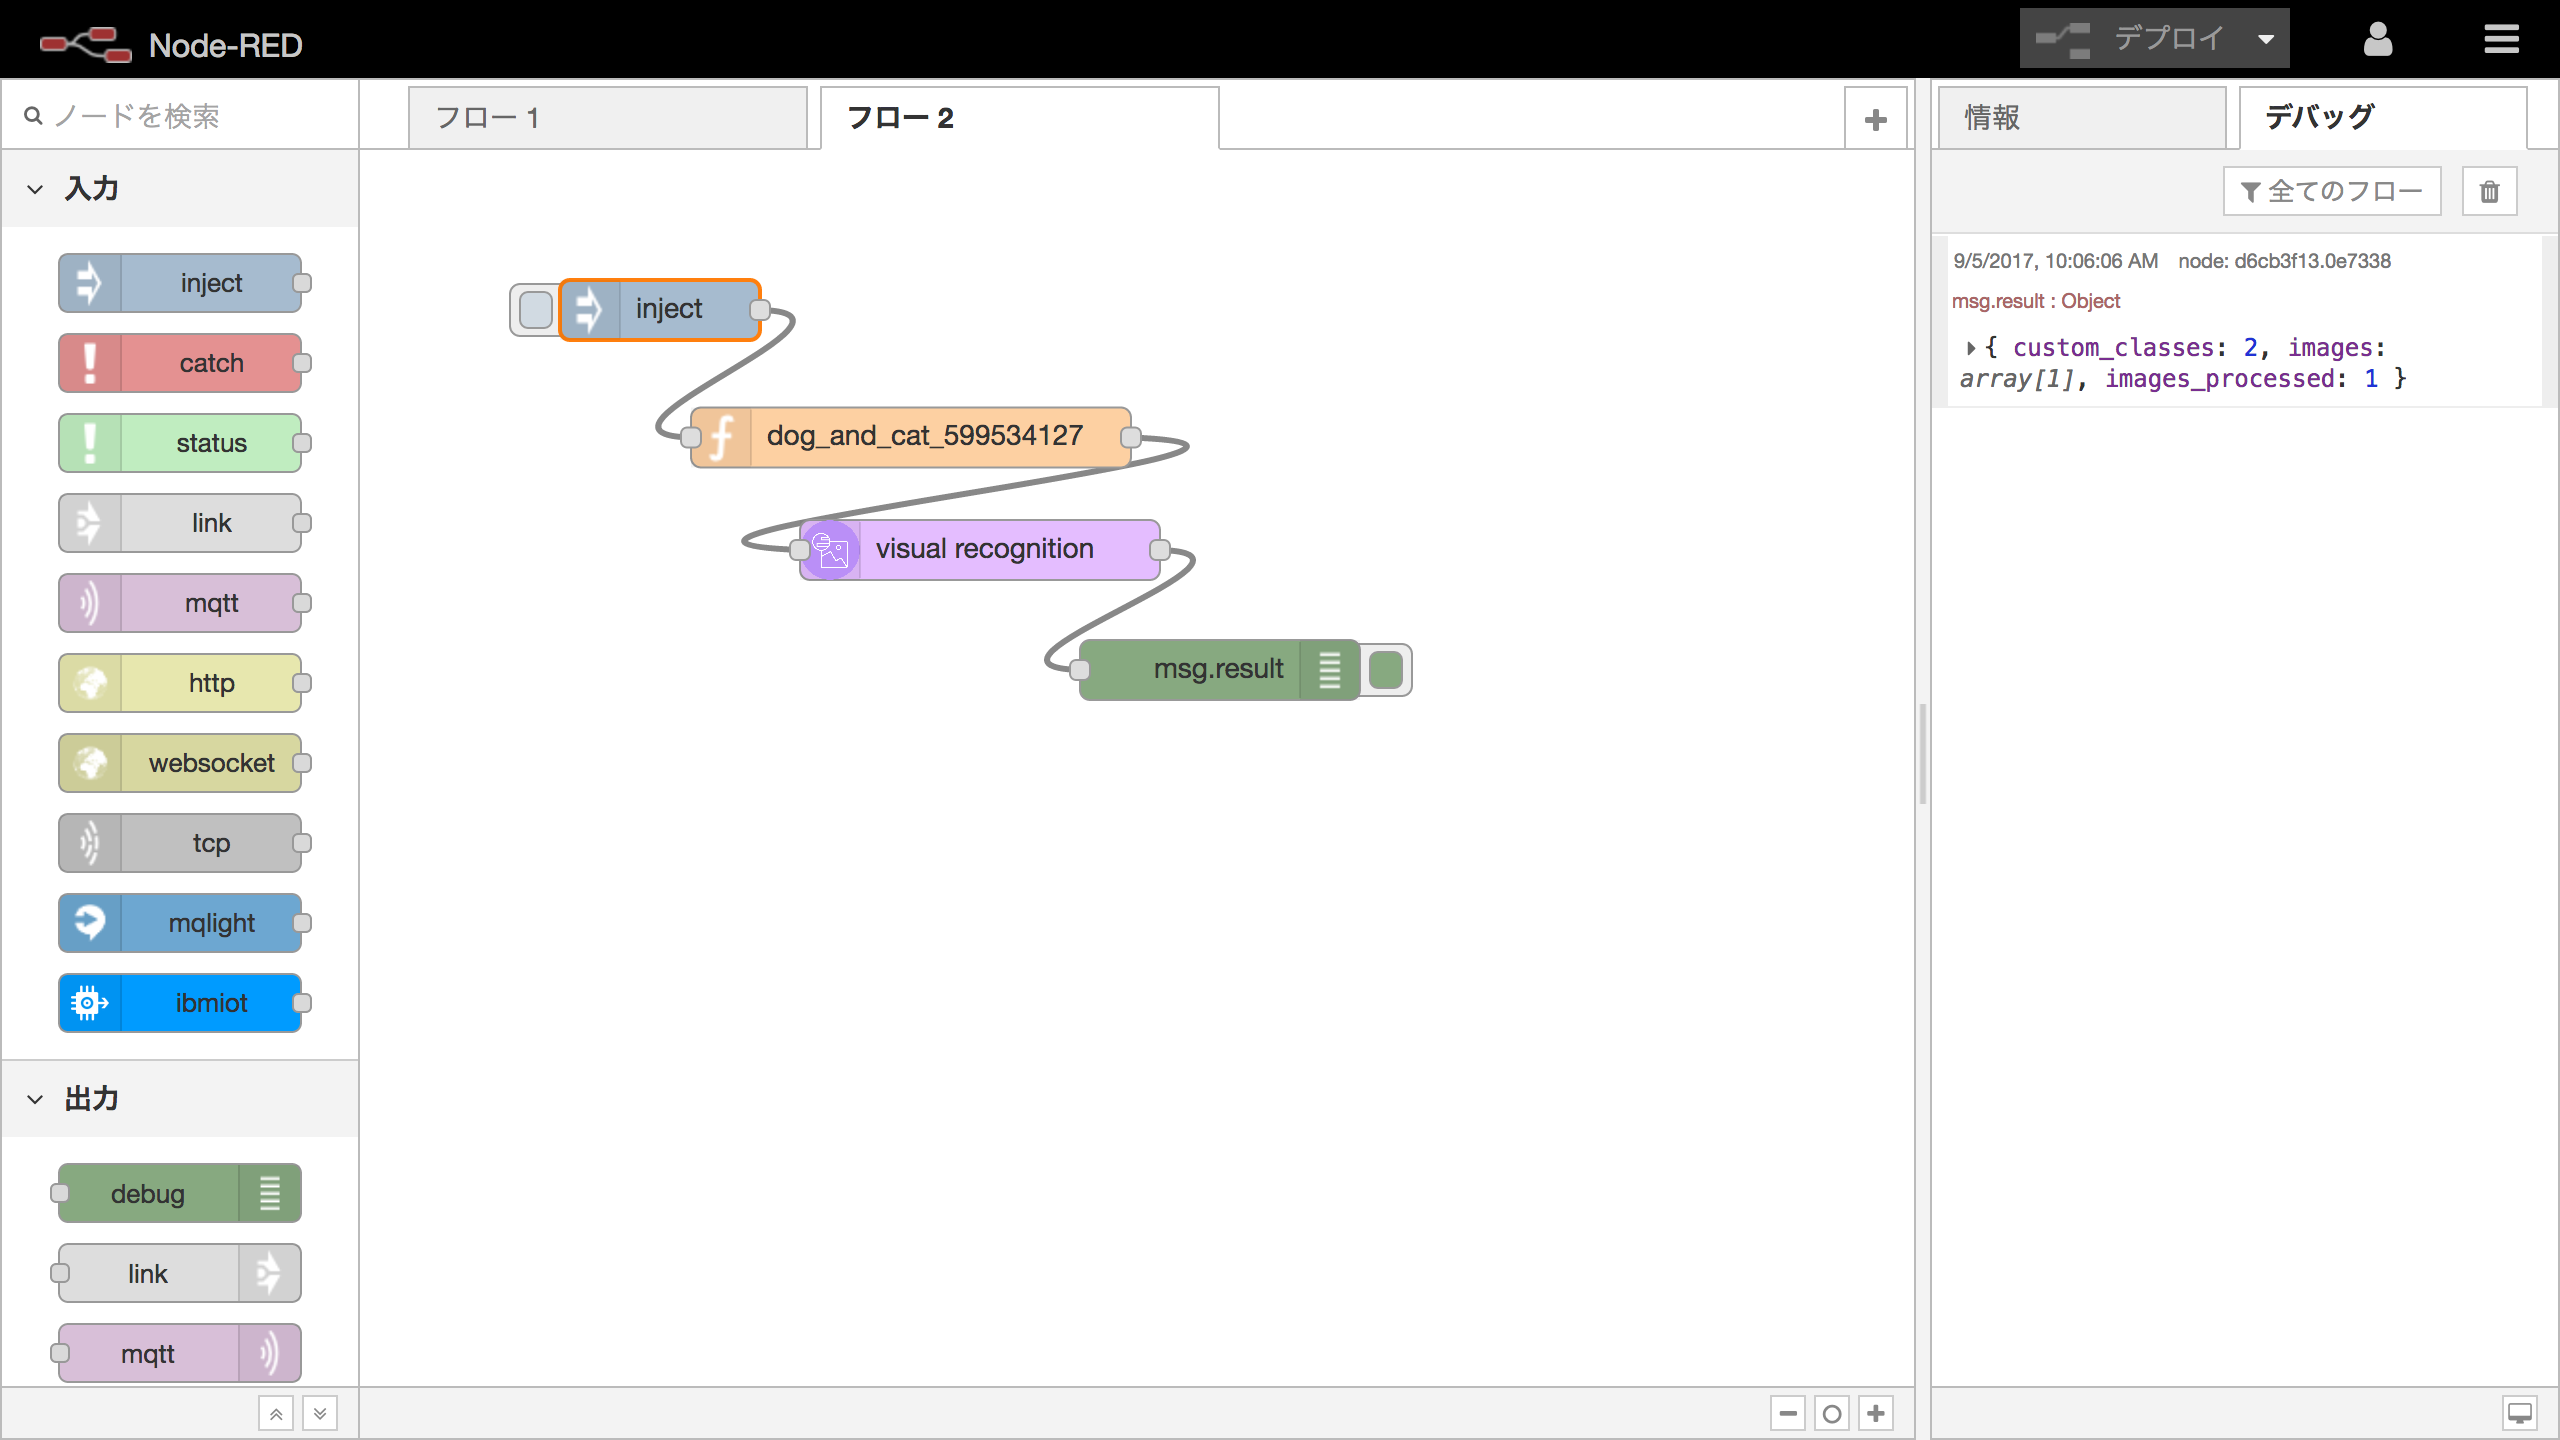 Node-RED
デプロイ
ノードを検索
フロー 1
フロー 2
情報
デバッグ
入力
inject
catch
status
link
mqtt
http
websocket
tcp
mqlight
ibmiot
出力
debug
link
mqtt
inject
dog_and_cat_599534127
visual recognition
msg.result
全てのフロー
9/5/2017, 10:06:06 AM node: d6cb3f13.0e7338
msg.result : Object
{ custom_classes: 2, images:
array[1], images_processed: 1 }